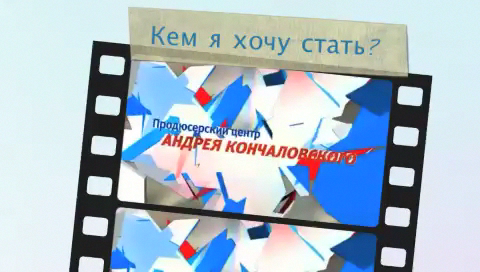 Кем я хочу стать?
Продюсерский центр
АНДРЕЯ КОНЧАЛОВСКОГО